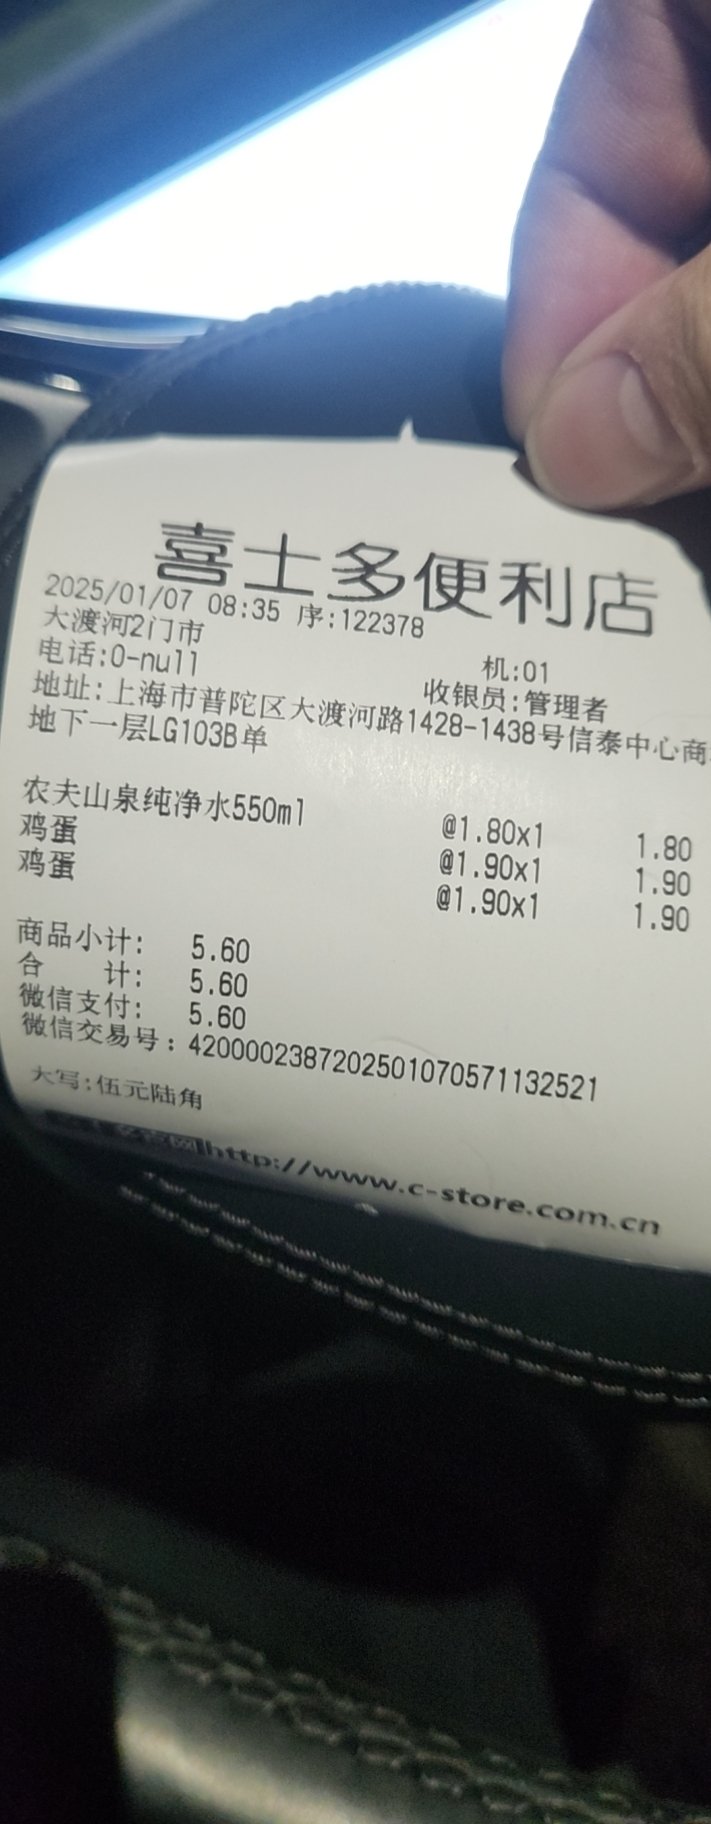 喜士多便利店
2025/01/07 08:35 序:122378
大渡河2门市 机:01
电话:0-null 收银员:管理者
地址:上海市普陀区大渡河路1428-1438号信泰中心商
地下一层LG103B单
农夫山泉纯净水550ml @1.80x1 1.80
鸡蛋 @1.90x1 1.90
鸡蛋 @1.90x1 1.90
商品小计: 5.60
合 计: 5.60
微信支付: 5.60
微信交易号:4200002387202501070571132521
大写:伍元陆角
http://www.c-store.com.cn